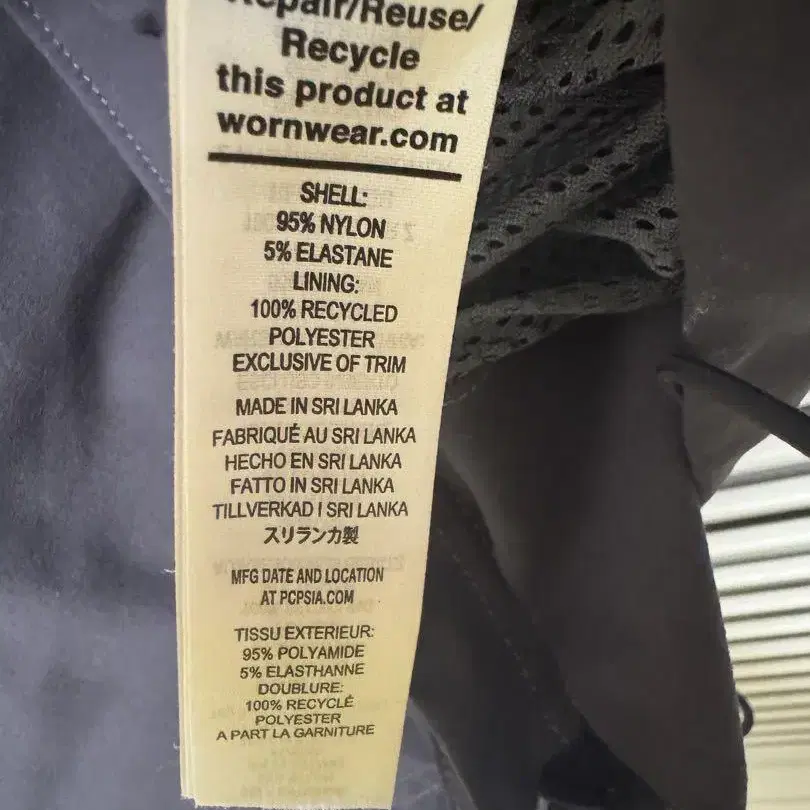 Repair/Reuse/
Recycle
this product at
wornwear.com
SHELL:
95% NYLON
5% ELASTANE
LINING:
100% RECYCLED
POLYESTER
EXCLUSIVE OF TRIM
MADE IN SRI LANKA
FABRIQUÉ AU SRI LANKA
HECHO EN SRI LANKA
FATTO IN SRI LANKA
TILLVERKAD I SRI LANKA
スリランカ製
MFG DATE AND LOCATION
AT PCPSIA.COM
TISSU EXTERIEUR:
95% POLYAMIDE
5% ELASTHANNE
DOUBLURE:
100% RECYCLÉ
POLYESTER
A PART LA GARNITURE